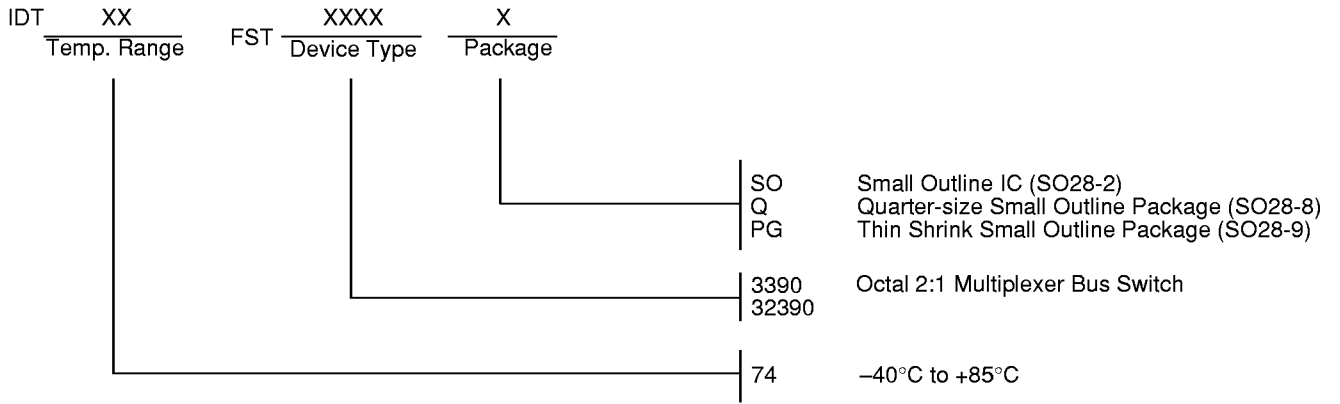 IDT XX FST XXXX X
Temp. Range Device Type Package
SO Small Outline IC (SO28-2)
Q Quarter-size Small Outline Package (SO28-8)
PG Thin Shrink Small Outline Package (SO28-9)
3390 Octal 2:1 Multiplexer Bus Switch
32390
74 –40°C to +85°C